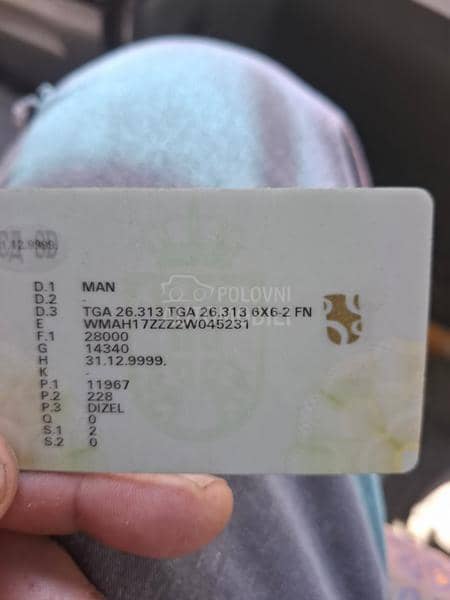 31.12.9999.
D.1 MAN
D.2 -
D.3 TGA 26.313 TGA 26.313 6X6-2 FN
E WMAH17ZZZ2W045231
F.1 28000
G 14340
H 31.12.9999.
K -
P.1 11967
P.2 228
P.3 DIZEL
Q 0
S.1 2
S.2 0
POLOVNI